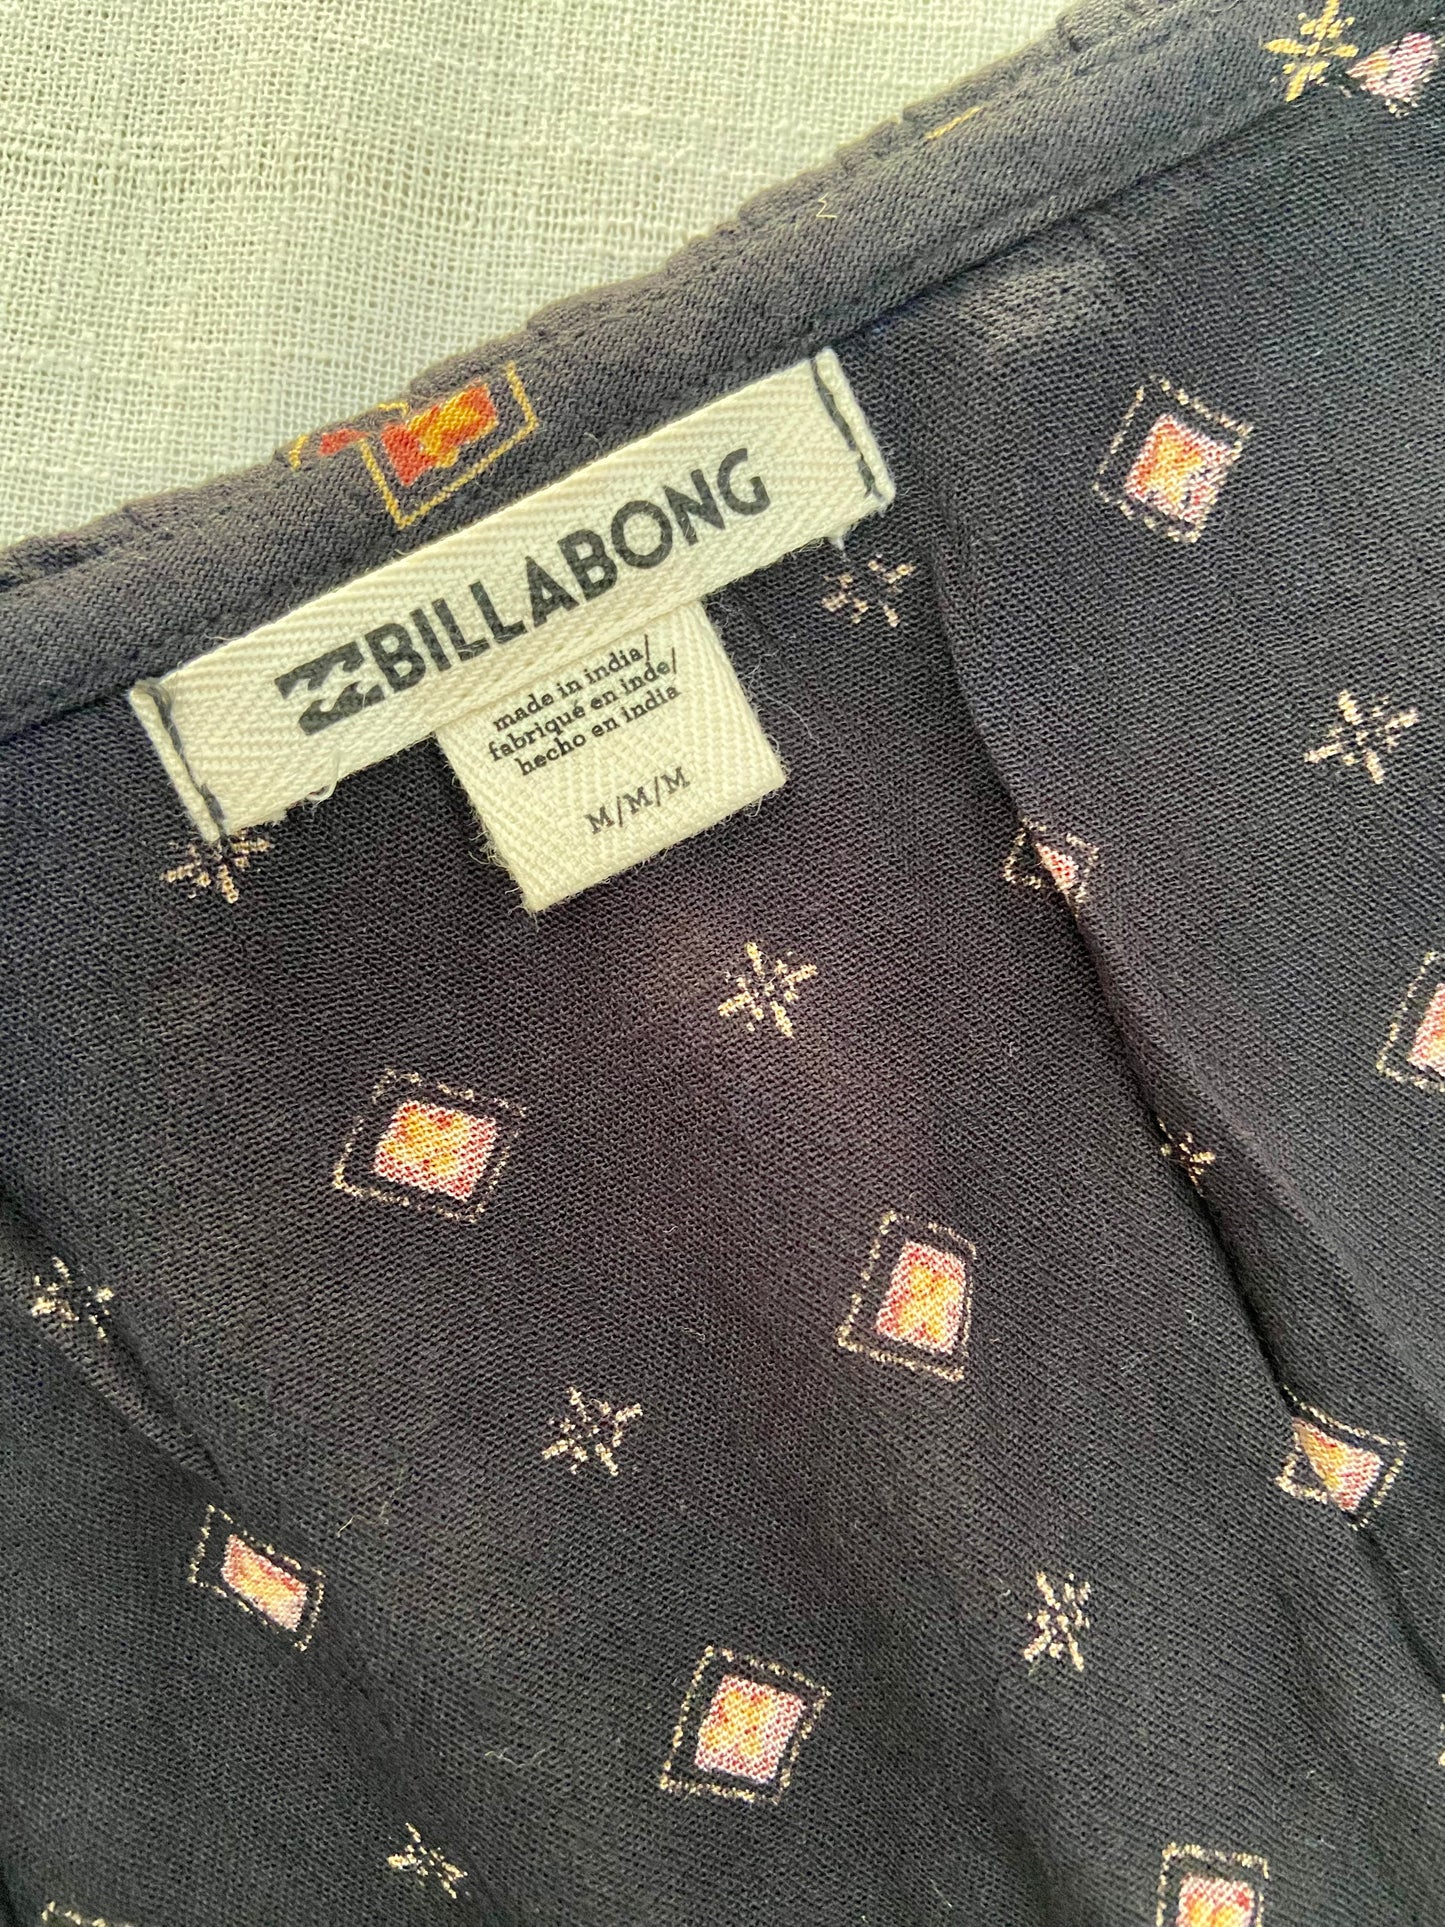 BILLABONG
made in india/
fabriqué en inde/
hecho en india
M/M/M